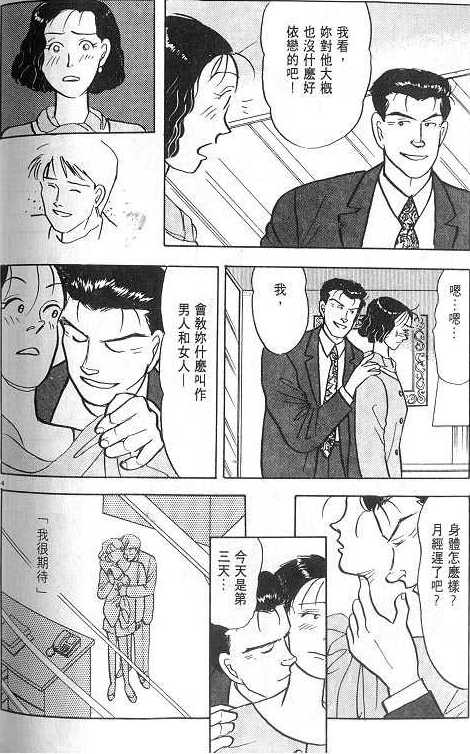 我看，
妳對他大概
也沒什麼好
依戀的吧！
嗯…嗯…
我，
會教妳什麼叫作
男人和女人—
身體怎麼樣？
月經遲了吧？
今天是第
三天…
「我很期待」
4